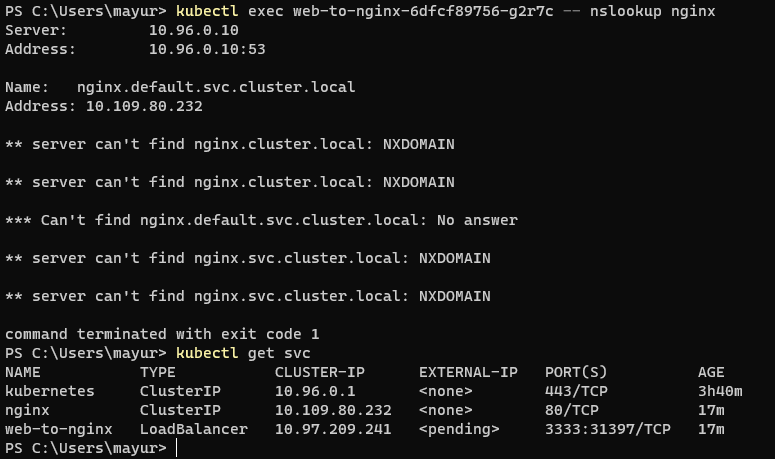 PS C:\Users\mayur> kubectl exec web-to-nginx-6dfcf89756-g2r7c -- nslookup nginx
Server:         10.96.0.10
Address:        10.96.0.10:53

Name:   nginx.default.svc.cluster.local
Address: 10.109.80.232

** server can't find nginx.cluster.local: NXDOMAIN

** server can't find nginx.cluster.local: NXDOMAIN

*** Can't find nginx.default.svc.cluster.local: No answer

** server can't find nginx.svc.cluster.local: NXDOMAIN

** server can't find nginx.svc.cluster.local: NXDOMAIN

command terminated with exit code 1
PS C:\Users\mayur> kubectl get svc
NAME           TYPE           CLUSTER-IP      EXTERNAL-IP   PORT(S)          AGE
kubernetes     ClusterIP      10.96.0.1       <none>        443/TCP          3h40m
nginx          ClusterIP      10.109.80.232   <none>        80/TCP           17m
web-to-nginx   LoadBalancer   10.97.209.241   <pending>     3333:31397/TCP   17m
PS C:\Users\mayur>